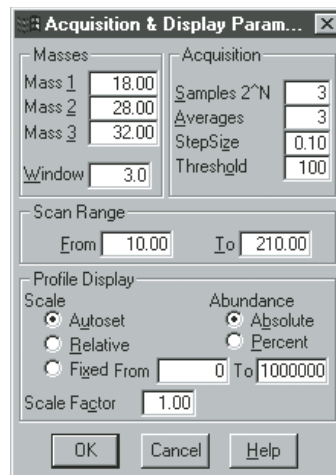 Acquisition & Display Param...
Masses
Mass 1 18.00
Mass 2 28.00
Mass 3 32.00
Window 3.0
Acquisition
Samples 2^N 3
Averages 3
StepSize 0.10
Threshold 100
Scan Range
From 10.00 To 210.00
Profile Display
Scale
Autoset
Relative
Fixed From 0 To 1000000
Abundance
Absolute
Percent
Scale Factor 1.00
OK Cancel Help